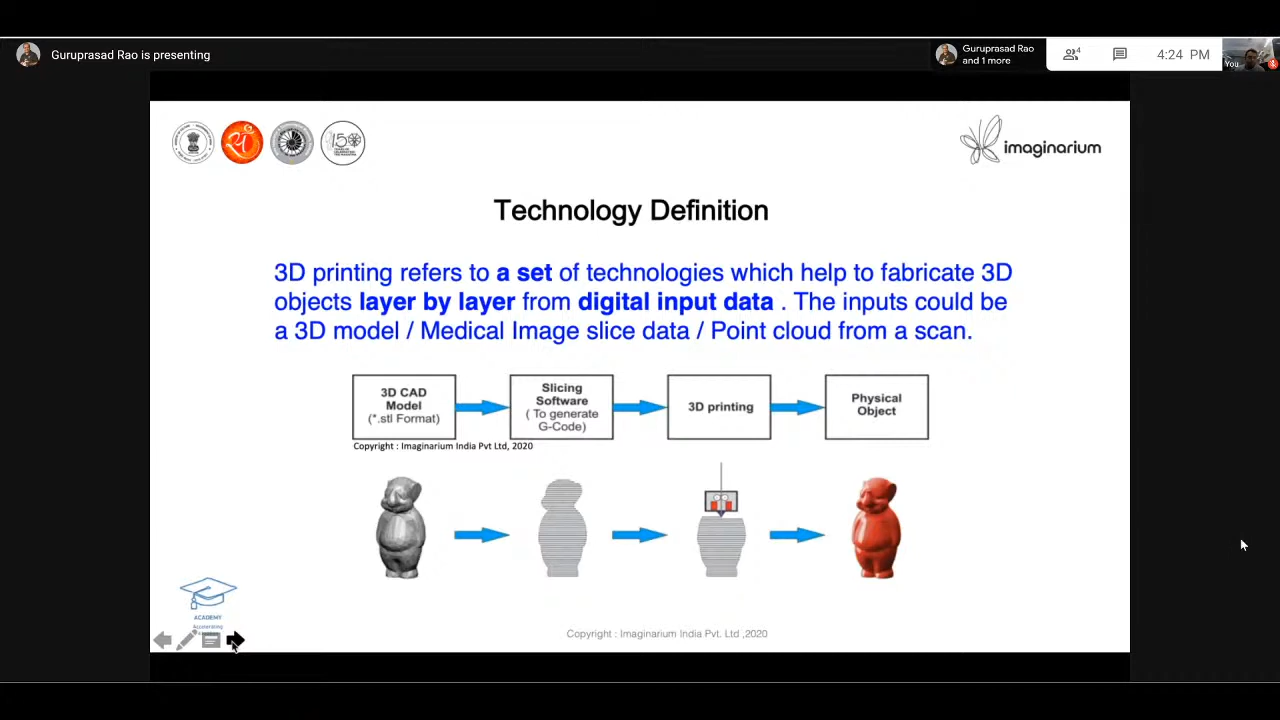 Guruprasad Rao is presenting
Guruprasad Rao
and 1 more
4
4:24 PM
You
सं
150
imaginarium
Technology Definition
3D printing refers to a set of technologies which help to fabricate 3D
objects layer by layer from digital input data . The inputs could be
a 3D model / Medical Image slice data / Point cloud from a scan.
3D CAD
Model
(*.stl Format)
Slicing
Software
( To generate
G-Code)
3D printing
Physical
Object
Copyright : Imaginarium India Pvt Ltd, 2020
ACADEMY
Accelerating
Copyright : Imaginarium India Pvt. Ltd ,2020